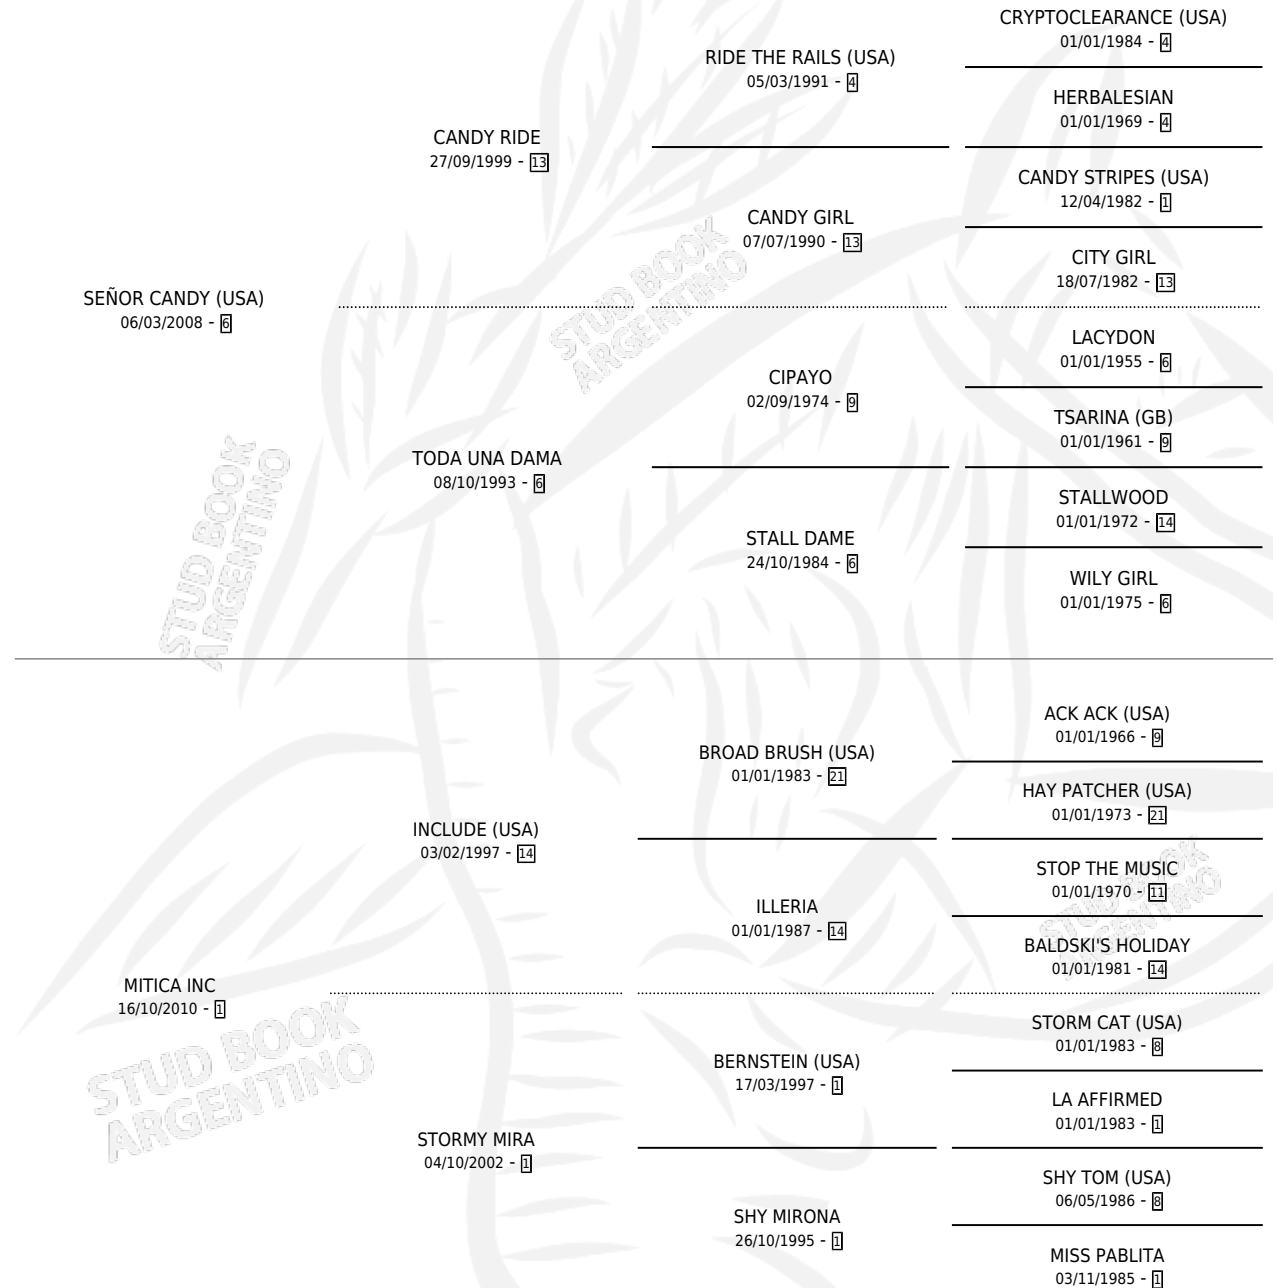 CRYPTOCLEARANCE (USA)
01/01/1984 - 4
RIDE THE RAILS (USA)
05/03/1991 - 4
HERBALESIAN
01/01/1969 - 4
CANDY RIDE
27/09/1999 - 13
CANDY STRIPES (USA)
12/04/1982 - 1
CANDY GIRL
07/07/1990 - 13
CITY GIRL
18/07/1982 - 13
SEÑOR CANDY (USA)
06/03/2008 - 6
LACYDON
01/01/1955 - 6
CIPAYO
02/09/1974 - 9
TSARINA (GB)
01/01/1961 - 9
TODA UNA DAMA
08/10/1993 - 6
STALLWOOD
01/01/1972 - 14
STALL DAME
24/10/1984 - 6
WILY GIRL
01/01/1975 - 6
STUD BOOK
ARGENTINO
STUD BOOK
ARGENTINO
ACK ACK (USA)
01/01/1966 - 9
BROAD BRUSH (USA)
01/01/1983 - 21
HAY PATCHER (USA)
01/01/1973 - 21
INCLUDE (USA)
03/02/1997 - 14
STOP THE MUSIC
01/01/1970 - 11
ILLERIA
01/01/1987 - 14
BALDSKI'S HOLIDAY
01/01/1981 - 14
MITICA INC
16/10/2010 - 1
STORM CAT (USA)
01/01/1983 - 8
BERNSTEIN (USA)
17/03/1997 - 1
LA AFFIRMED
01/01/1983 - 1
STORMY MIRA
04/10/2002 - 1
SHY TOM (USA)
06/05/1986 - 8
SHY MIRONA
26/10/1995 - 1
MISS PABLITA
03/11/1985 - 1
STUD BOOK
ARGENTINO
STUD BOOK
ARGENTINO